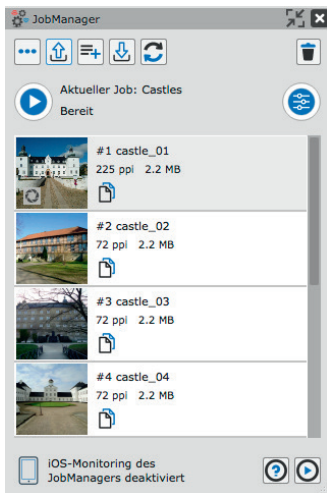 JobManager
Aktueller Job: Castles
Bereit
#1 castle_01
225 ppi 2.2 MB
#2 castle_02
72 ppi 2.2 MB
#3 castle_03
72 ppi 2.2 MB
#4 castle_04
72 ppi 2.2 MB
iOS-Monitoring des
JobManagers deaktiviert